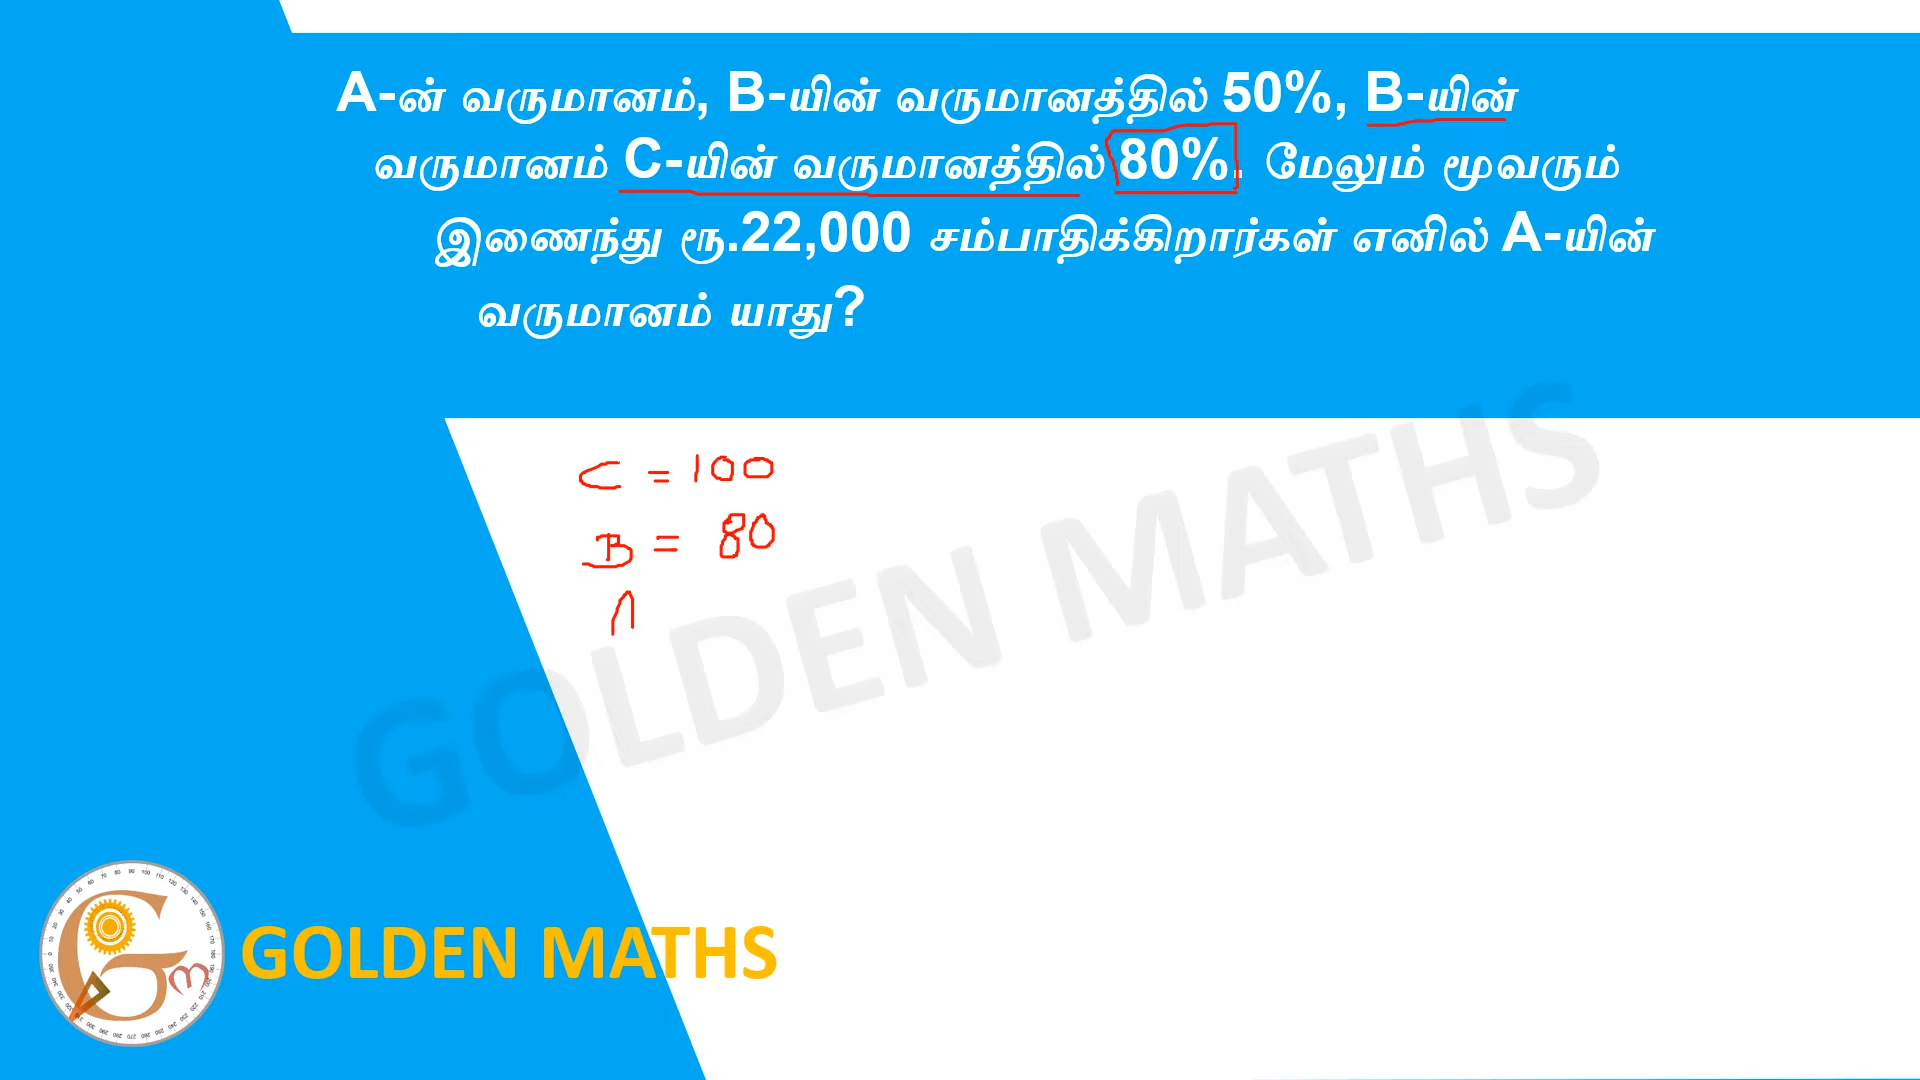 A-ன் வருமானம், B-யின் வருமானத்தில் 50%, B-யின்
வருமானம் C-யின் வருமானத்தில் 80%. மேலும் மூவரும்
இணைந்து ரூ.22,000 சம்பாதிக்கிறார்கள் எனில் A-யின்
வருமானம் யாது?
C = 100
B = 80
GOLDEN MATHS
GOLDEN MATHS